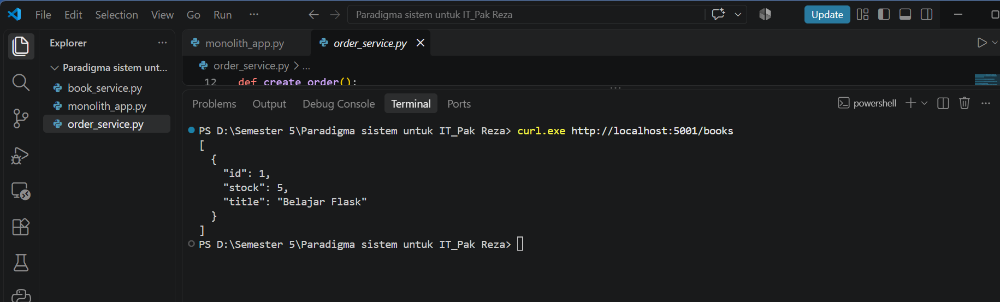 File Edit Selection View Go Run ··· Paradigma sistem untuk IT_Pak Reza Update
Explorer ···
Paradigma sistem unt...
book_service.py
monolith_app.py
order_service.py
monolith_app.py order_service.py
order_service.py > ...
12 def create_order():
Problems Output Debug Console Terminal Ports powershell
PS D:\Semester 5\Paradigma sistem untuk IT_Pak Reza> curl.exe http://localhost:5001/books
[
  {
    "id": 1,
    "stock": 5,
    "title": "Belajar Flask"
  }
]
PS D:\Semester 5\Paradigma sistem untuk IT_Pak Reza>